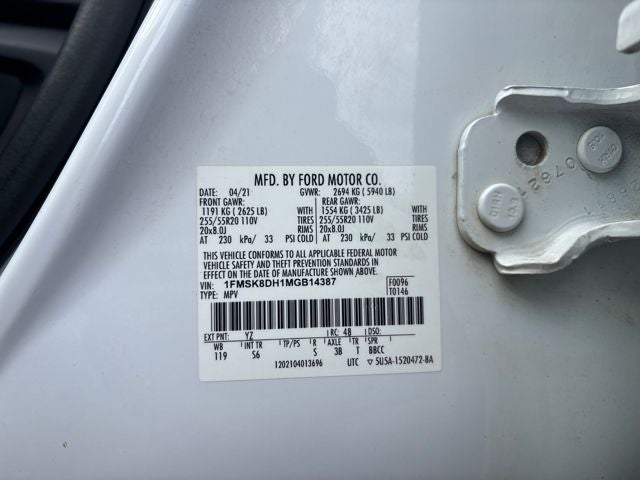 MFD. BY FORD MOTOR CO.
DATE: 04/21 GVWR: 2694 KG ( 5940 LB)
FRONT GAWR: REAR GAWR:
1191 KG ( 2625 LB) 1554 KG ( 3425 LB)
255/55R20 110V TIRES 255/55R20 110V
20x8.0J RIMS 20x8.0J RIMS
AT 230 kPa/ 33 PSI COLD AT 230 kPa/ 33 PSI COLD
THIS VEHICLE CONFORMS TO ALL APPLICABLE FEDERAL MOTOR
VEHICLE SAFETY AND THEFT PREVENTION STANDARDS IN
EFFECT ON THE DATE OF MANUFACTURE SHOWN ABOVE.
VIN: 1FMSK8DH1MGB14387 F0096
TYPE: MPV T0146
EXT PNT: YZ RC: 48 DSO:
WB INT TR TP/PS R AXLE TR SPR
119 S6 S 3B T BBCC
1202104013696 UTC ▽ 5U5A-1520472-BA